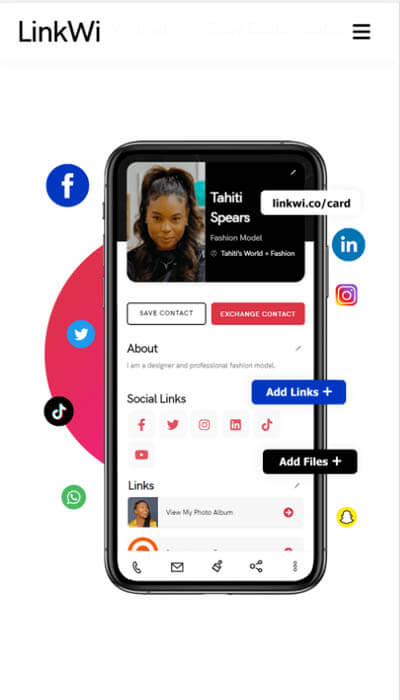 LinkWi
Tahiti
Spears
linkwi.co/card
Fashion Model
Tahiti's World + Fashion
SAVE CONTACT
EXCHANGE CONTACT
About
I am a designer and professional fashion model.
Add Links +
Social Links
Add Files +
Links
View My Photo Album